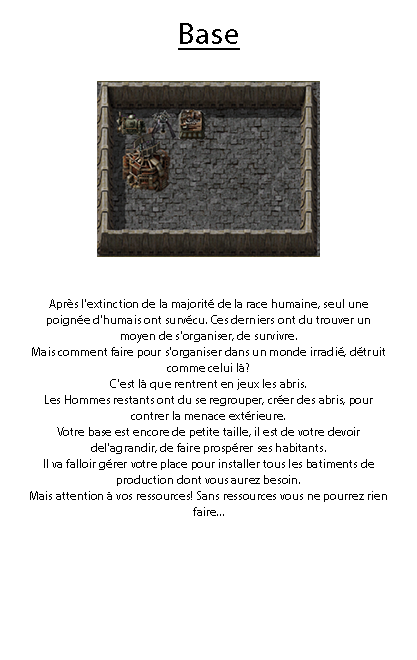 Base
Après l'extinction de la majorité de la race humaine, seul une
poignée d'humais ont survécu. Ces derniers ont du trouver un
moyen de s'organiser, de survivre.
Mais comment faire pour s'organiser dans un monde irradié, détruit
comme celui là?
C'est là que rentrent en jeux les abris.
Les Hommes restants ont du se regrouper, créer des abris, pour
contrer la menace extérieure.
Votre base est encore de petite taille, il est de votre devoir
del'agrandir, de faire prospérer ses habitants.
Il va falloir gérer votre place pour installer tous les batiments de
production dont vous aurez besoin.
Mais attention à vos ressources! Sans ressources vous ne pourrez rien
faire...